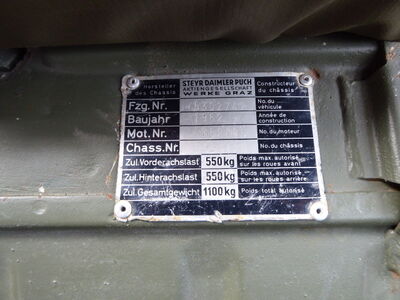 Hersteller des Chassis STEYR DAIMLER PUCH AKTIENGESELLSCHAFT WERKE GRAZ Constructeur du châssis
Fzg. Nr. No. du véhicule
Baujahr 1962 Année de construction
Mot. Nr. No. du moteur
Chass. Nr. No. du châssis
Zul. Vorderachslast 550 kg Poids max. autorisé sur les roues avant
Zul. Hinterachslast 550 kg Poids max. autorisé sur les roues arrière
Zul. Gesamtgewicht 1100 kg Poids total autorisé